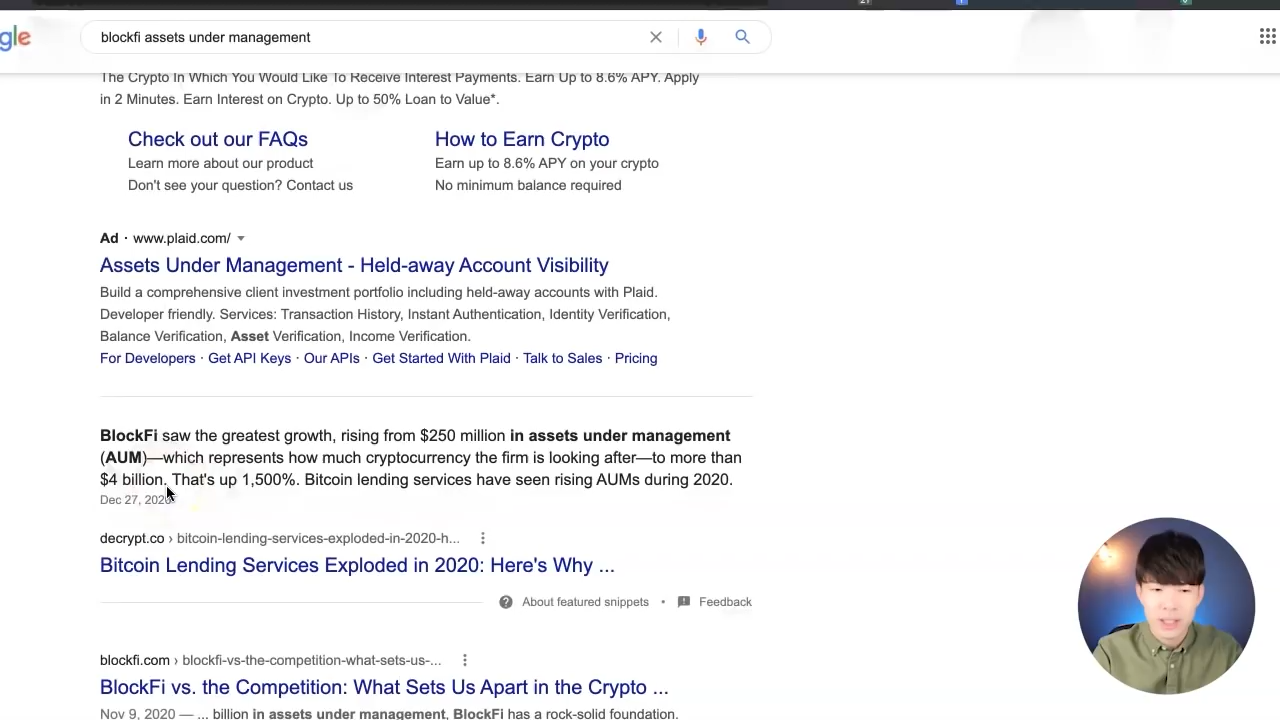 gle
blockfi assets under management
The Crypto In Which You Would Like To Receive Interest Payments. Earn Up to 8.6% APY. Apply
in 2 Minutes. Earn Interest on Crypto. Up to 50% Loan to Value*.
Check out our FAQs
Learn more about our product
Don't see your question? Contact us
How to Earn Crypto
Earn up to 8.6% APY on your crypto
No minimum balance required
Ad · www.plaid.com/
Assets Under Management - Held-away Account Visibility
Build a comprehensive client investment portfolio including held-away accounts with Plaid.
Developer friendly. Services: Transaction History, Instant Authentication, Identity Verification,
Balance Verification, Asset Verification, Income Verification.
For Developers · Get API Keys · Our APIs · Get Started With Plaid · Talk to Sales · Pricing
BlockFi saw the greatest growth, rising from $250 million in assets under management
(AUM)—which represents how much cryptocurrency the firm is looking after—to more than
$4 billion. That's up 1,500%. Bitcoin lending services have seen rising AUMs during 2020.
Dec 27, 2020
decrypt.co › bitcoin-lending-services-exploded-in-2020-h...
Bitcoin Lending Services Exploded in 2020: Here's Why ...
About featured snippets • Feedback
blockfi.com › blockfi-vs-the-competition-what-sets-us-...
BlockFi vs. the Competition: What Sets Us Apart in the Crypto ...
Nov 9, 2020 — ... billion in assets under management, BlockFi has a rock-solid foundation.